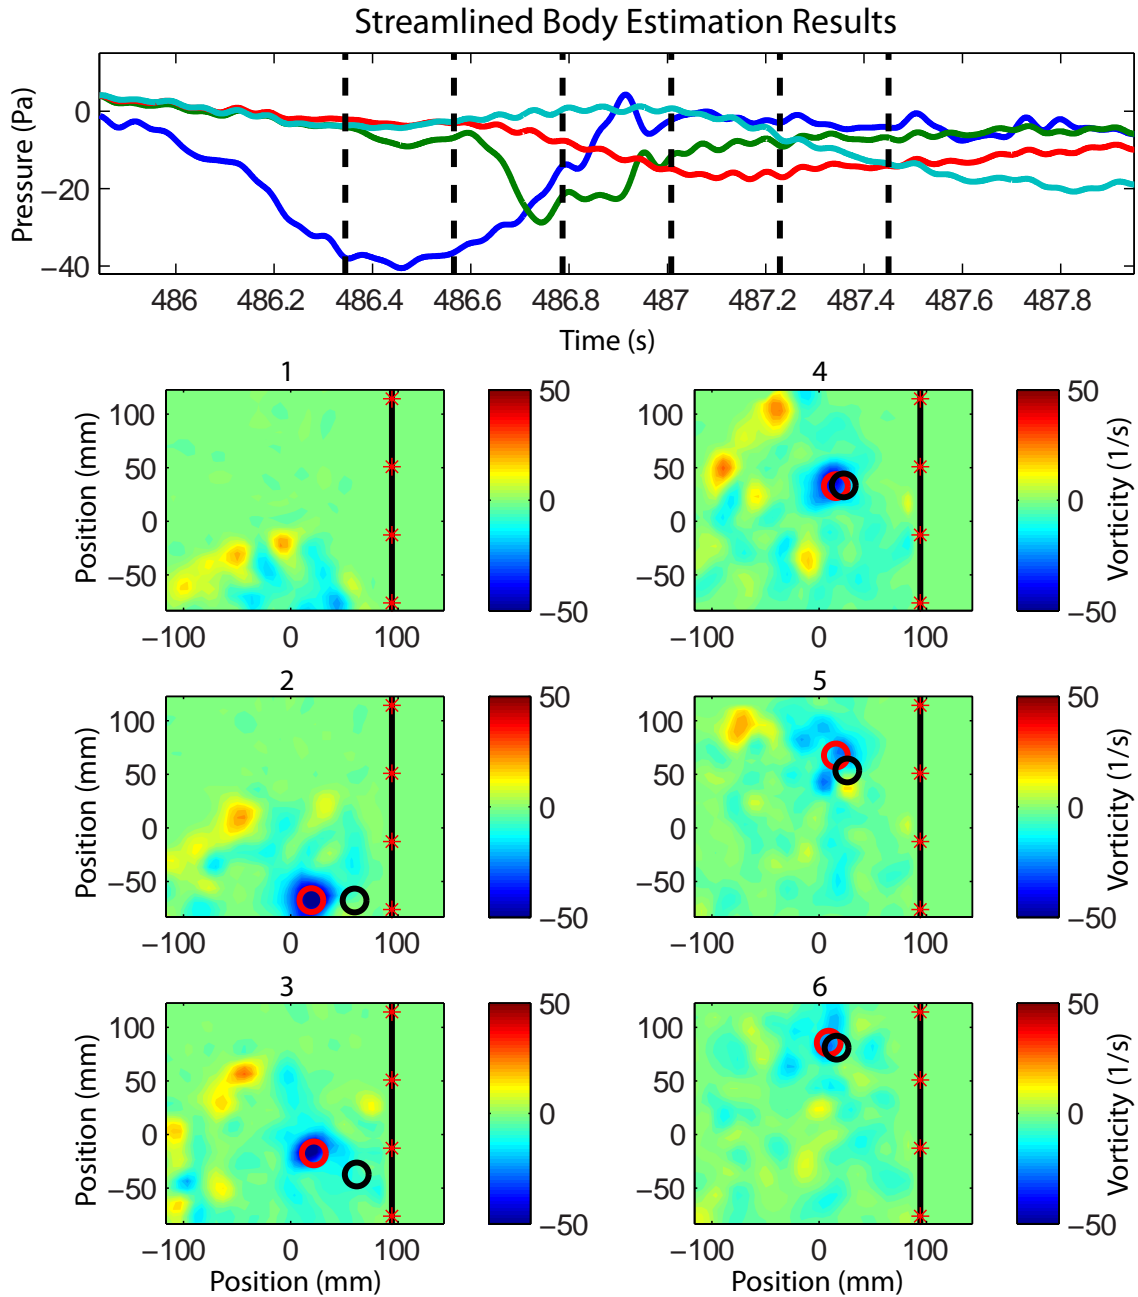 Streamlined Body Estimation Results
Pressure (Pa)
0
−20
−40
486 486.2 486.4 486.6 486.8 487 487.2 487.4 487.6 487.8
Time (s)
1
Position (mm)
100
50
0
−50
−100 0 100
50
0
−50
4
100
50
0
−50
−100 0 100
50
0
−50
Vorticity (1/s)
2
Position (mm)
100
50
0
−50
−100 0 100
50
0
−50
5
100
50
0
−50
−100 0 100
50
0
−50
Vorticity (1/s)
3
Position (mm)
100
50
0
−50
−100 0 100
Position (mm)
50
0
−50
6
100
50
0
−50
−100 0 100
Position (mm)
50
0
−50
Vorticity (1/s)